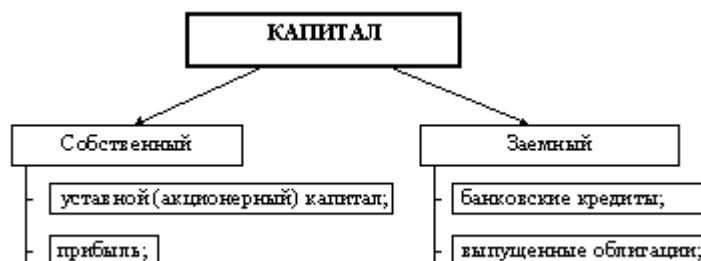 КАПИТАЛ
Собственный
Заемный
уставной (акционерный) капитал;
банковские кредиты;
прибыль;
выпущенные облигации;